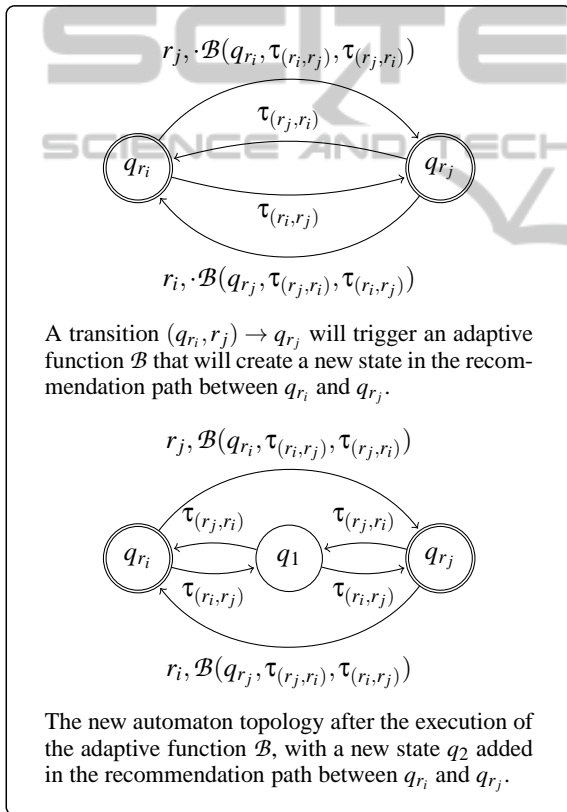 SCITE
r_j, ·ℬ(q_{r_i}, τ_{(r_i,r_j)}, τ_{(r_j,r_i)})
τ_{(r_j,r_i)}
SCIENCE AND TECH
q_{r_i} q_{r_j}
τ_{(r_i,r_j)}
r_i, ·ℬ(q_{r_j}, τ_{(r_j,r_i)}, τ_{(r_i,r_j)})
A transition (q_{r_i}, r_j) → q_{r_j} will trigger an adaptive
function ℬ that will create a new state in the recom-
mendation path between q_{r_i} and q_{r_j}.
r_j, ℬ(q_{r_i}, τ_{(r_i,r_j)}, τ_{(r_j,r_i)})
τ_{(r_j,r_i)} τ_{(r_j,r_i)}
q_{r_i} q_1 q_{r_j}
τ_{(r_i,r_j)} τ_{(r_i,r_j)}
r_i, ℬ(q_{r_j}, τ_{(r_j,r_i)}, τ_{(r_i,r_j)})
The new automaton topology after the execution of
the adaptive function ℬ, with a new state q_2 added
in the recommendation path between q_{r_i} and q_{r_j}.